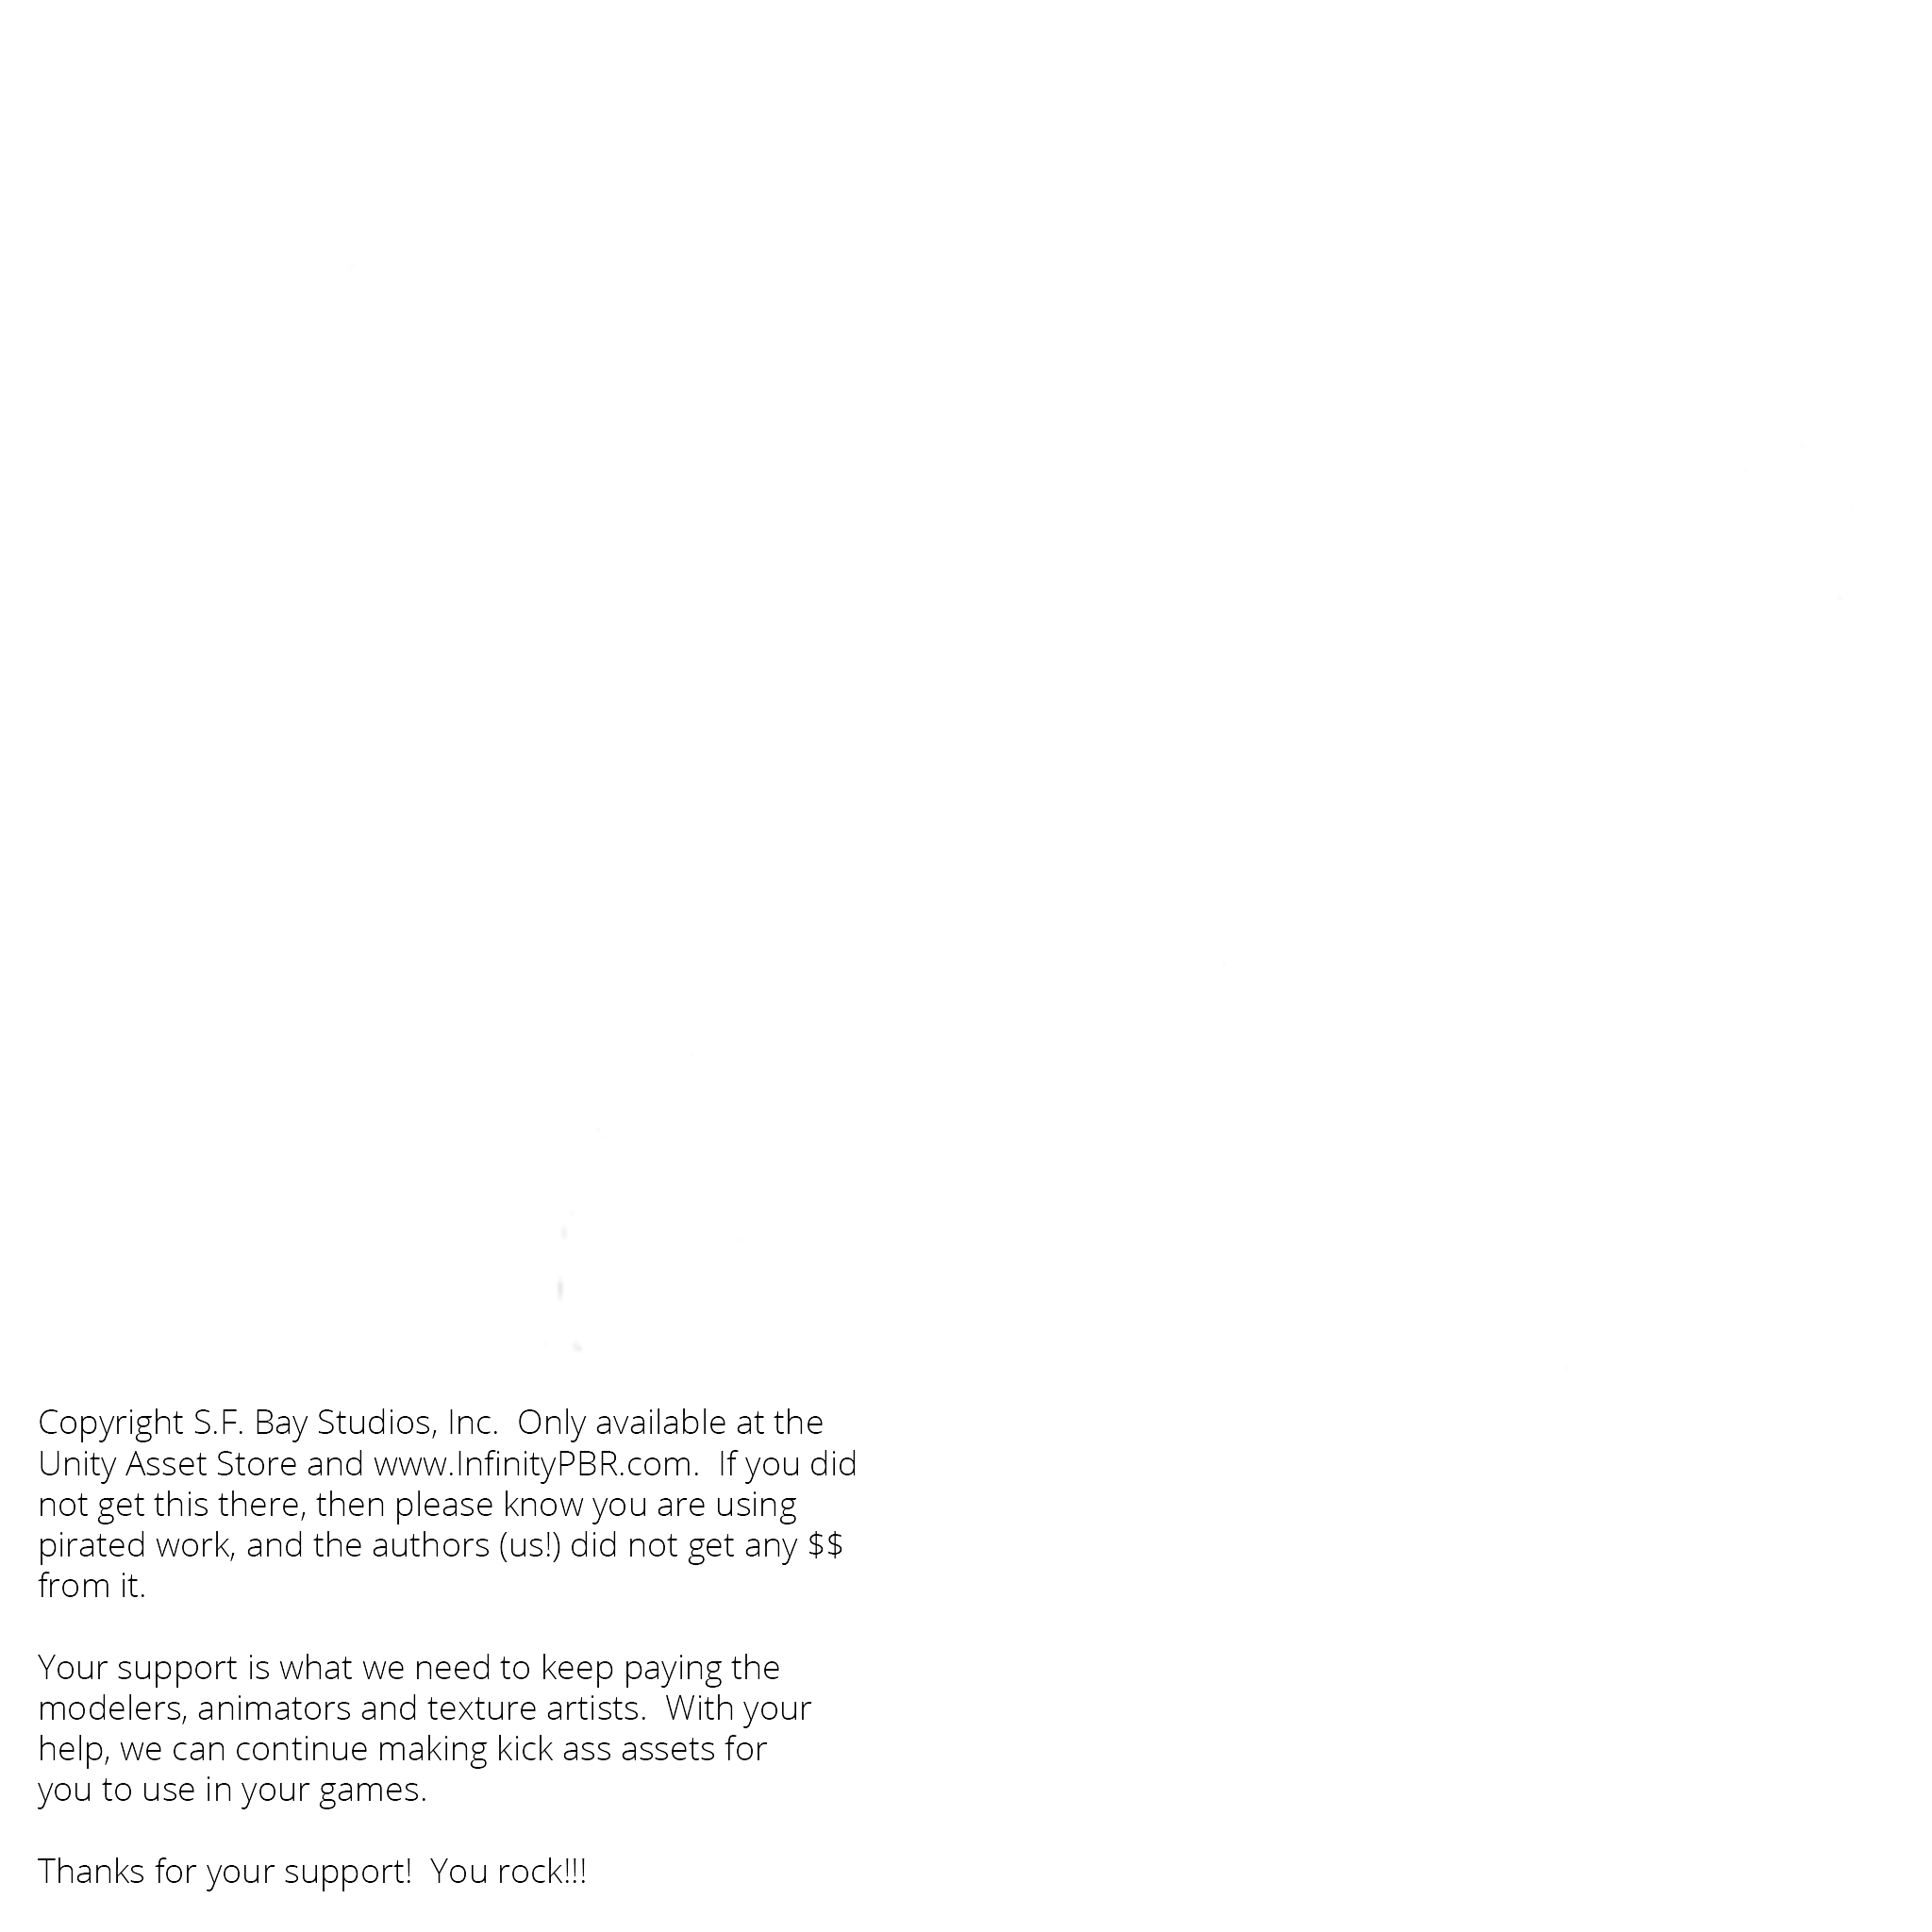 Copyright S.F. Bay Studios, Inc.  Only available at the
Unity Asset Store and www.InfinityPBR.com.  If you did
not get this there, then please know you are using
pirated work, and the authors (us!) did not get any $$
from it.
Your support is what we need to keep paying the
modelers, animators and texture artists.  With your
help, we can continue making kick ass assets for
you to use in your games.
Thanks for your support!  You rock!!!